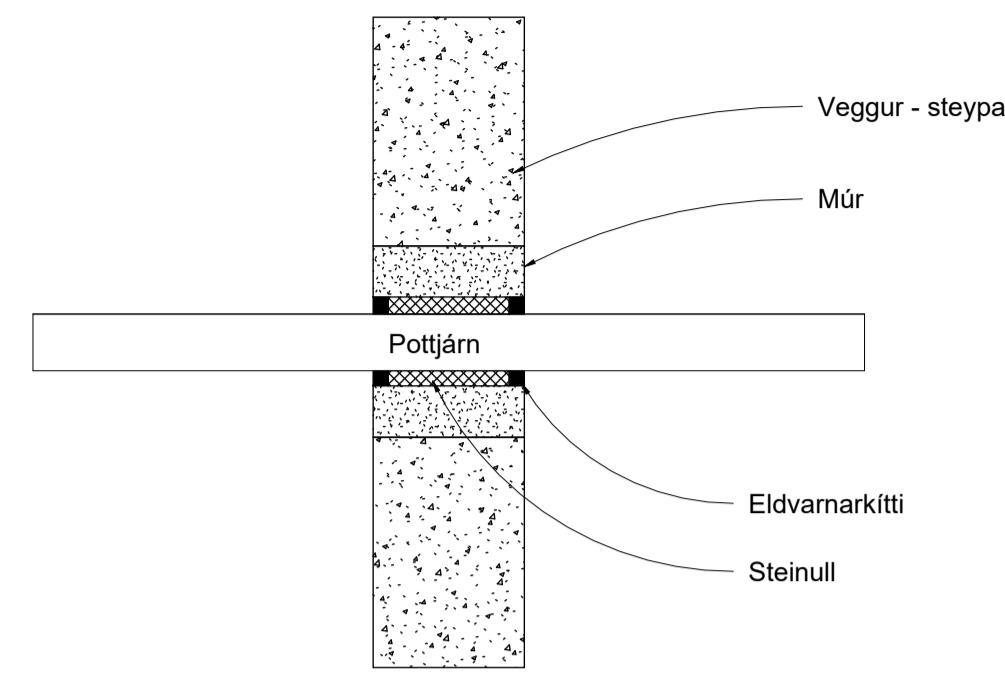 Veggur - steypa
Múr
Pottjárn
Eldvarnarkítti
Steinull